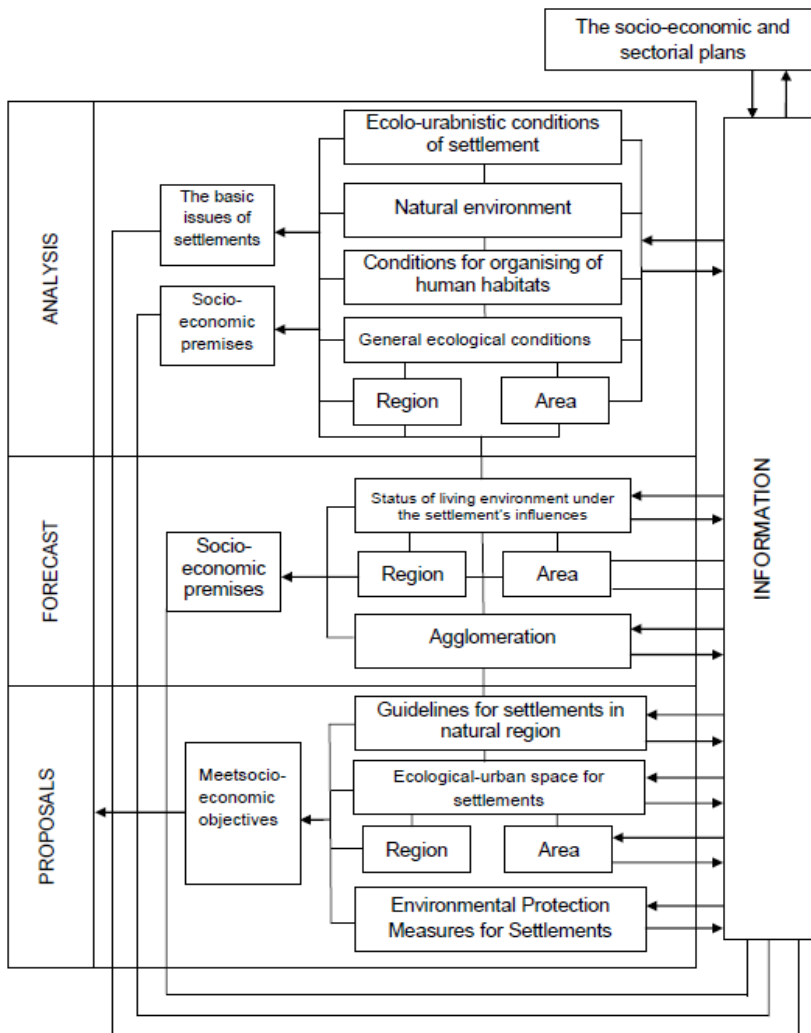 The socio-economic and
sectorial plans
ANALYSIS
Ecolo-urabnistic conditions
of settlement
The basic
issues of
settlements
Natural environment
Conditions for organising of
human habitats
Socio-
economic
premises
General ecological conditions
Region
Area
INFORMATION
FORECAST
Status of living environment under
the settlement's influences
Socio-
economic
premises
Region
Area
Agglomeration
PROPOSALS
Guidelines for settlements in
natural region
Meetsocio-
economic
objectives
Ecological-urban space for
settlements
Region
Area
Environmental Protection
Measures for Settlements